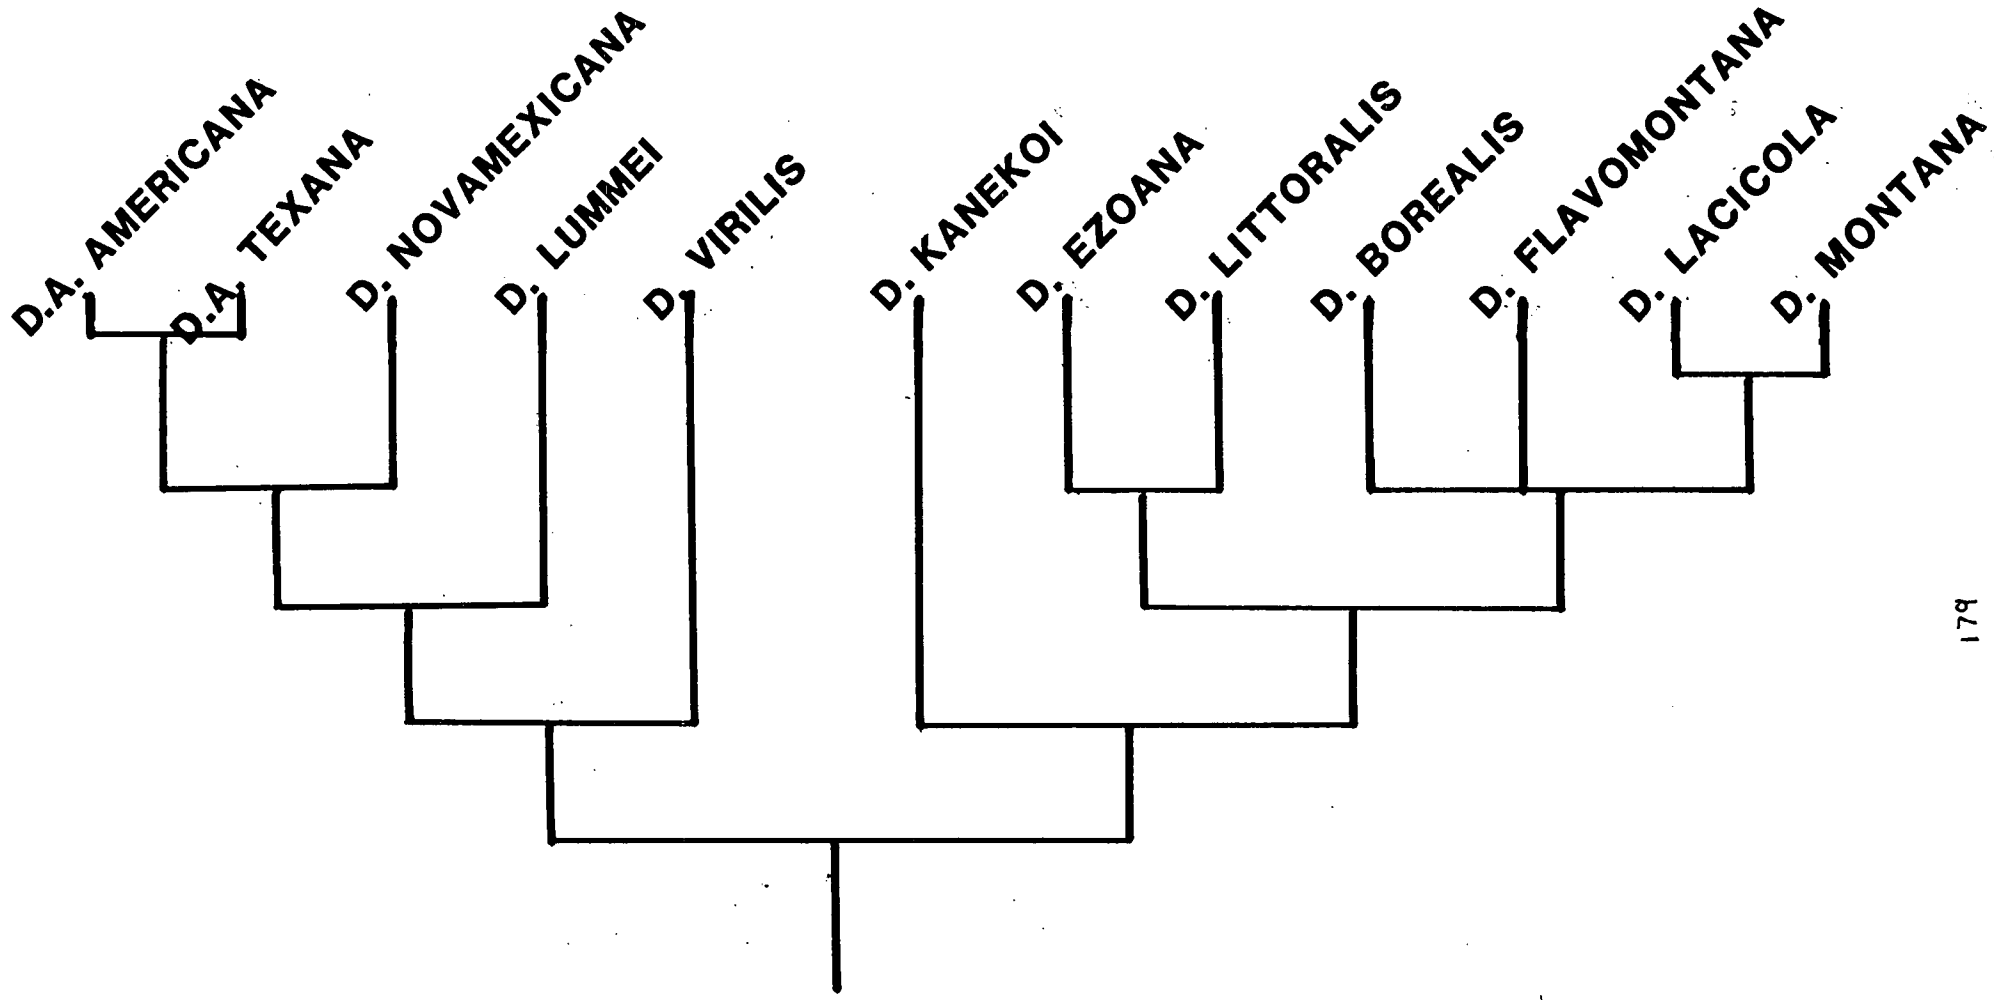 D.A. AMERICANA
D.A. TEXANA
D. NOVAMEXICANA
D. LUMMEI
D. VIRILIS
D. KANEKOI
D. EZOANA
D. LITTORALIS
D. BOREALIS
D. FLAVOMONTANA
D. LACICOLA
D. MONTANA
179